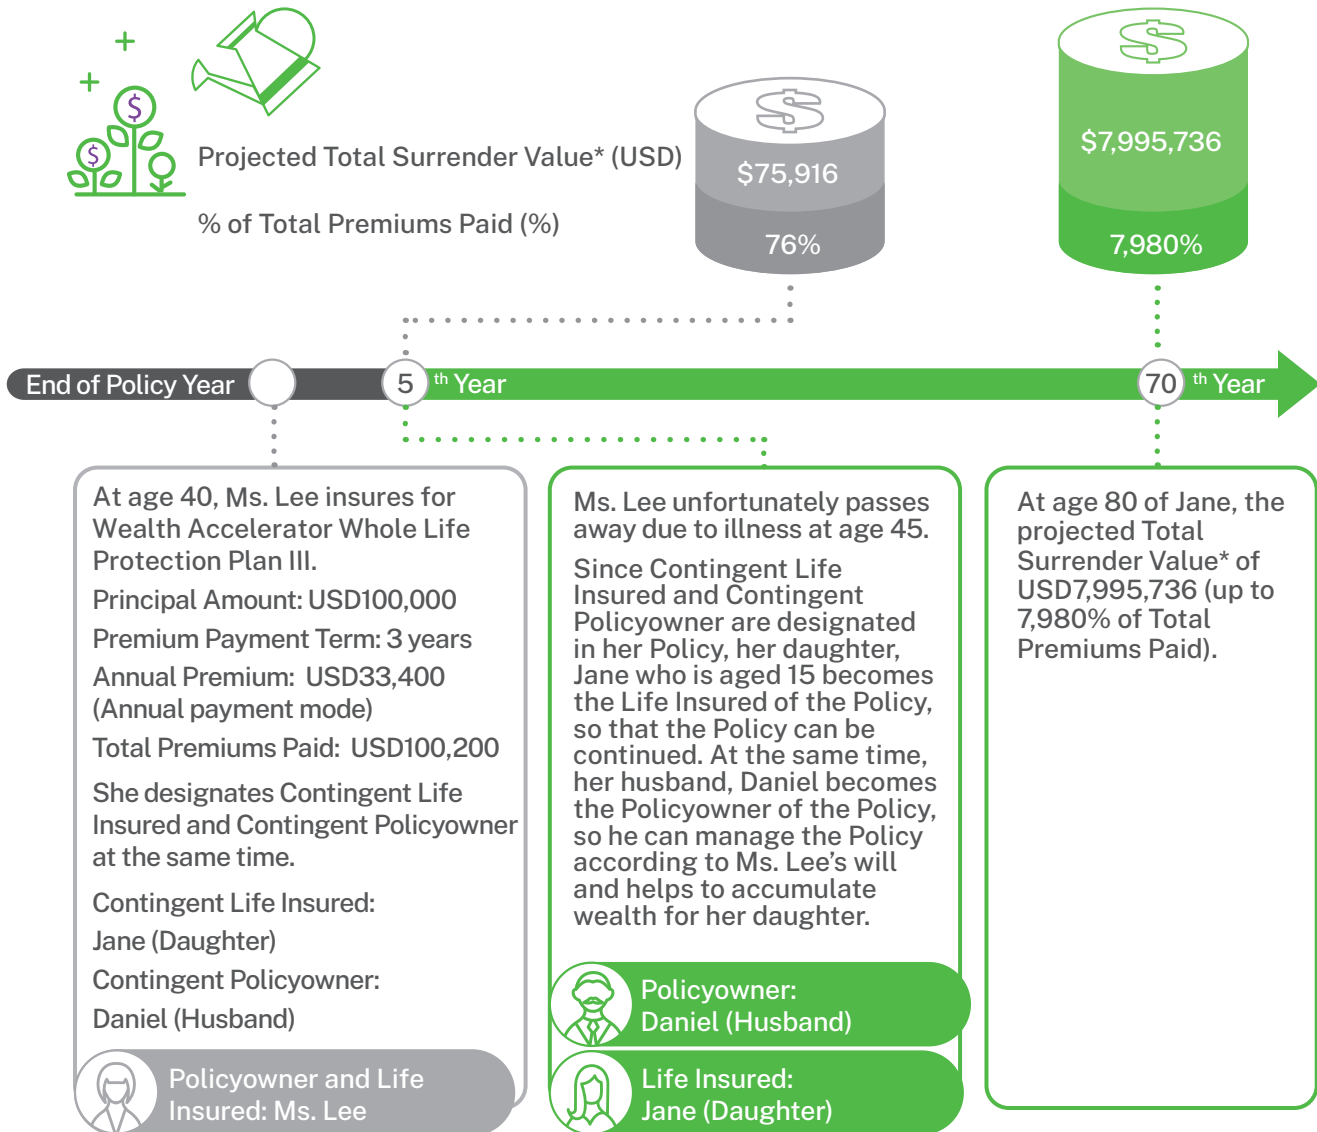 Projected Total Surrender Value* (USD)
% of Total Premiums Paid (%)
$
$
$
$75,916
76%
$
$7,995,736
7,980%
End of Policy Year
5 th Year
70 th Year
At age 40, Ms. Lee insures for
Wealth Accelerator Whole Life
Protection Plan III.
Principal Amount: USD100,000
Premium Payment Term: 3 years
Annual Premium: USD33,400
(Annual payment mode)
Total Premiums Paid: USD100,200
She designates Contingent Life
Insured and Contingent Policyowner
at the same time.
Contingent Life Insured:
Jane (Daughter)
Contingent Policyowner:
Daniel (Husband)
Policyowner and Life
Insured: Ms. Lee
Ms. Lee unfortunately passes
away due to illness at age 45.
Since Contingent Life
Insured and Contingent
Policyowner are designated
in her Policy, her daughter,
Jane who is aged 15 becomes
the Life Insured of the Policy,
so that the Policy can be
continued. At the same time,
her husband, Daniel becomes
the Policyowner of the Policy,
so he can manage the Policy
according to Ms. Lee's will
and helps to accumulate
wealth for her daughter.
Policyowner:
Daniel (Husband)
Life Insured:
Jane (Daughter)
At age 80 of Jane, the
projected Total
Surrender Value* of
USD7,995,736 (up to
7,980% of Total
Premiums Paid).